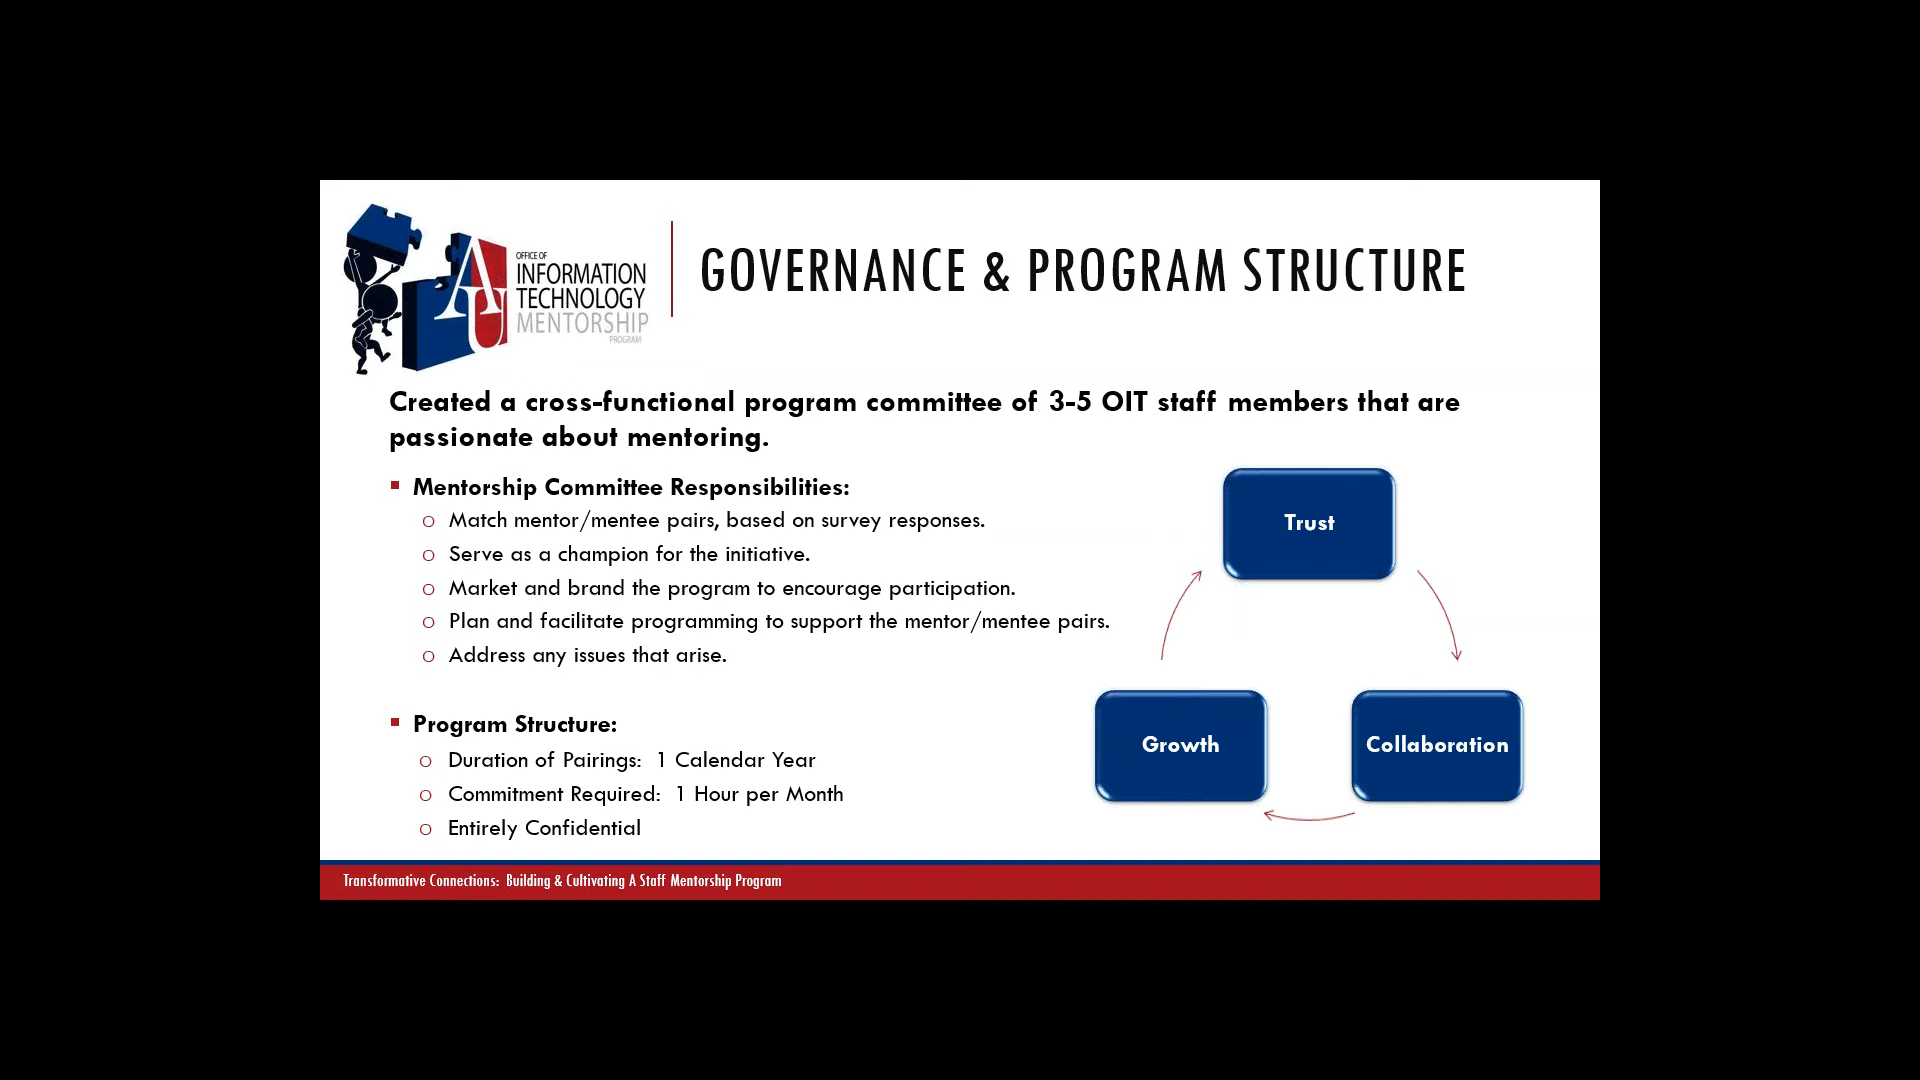 AU
OFFICE OF
INFORMATION
TECHNOLOGY
MENTORSHIP
PROGRAM
GOVERNANCE & PROGRAM STRUCTURE
Created a cross-functional program committee of 3-5 OIT staff members that are
passionate about mentoring.
Mentorship Committee Responsibilities:
Match mentor/mentee pairs, based on survey responses.
Serve as a champion for the initiative.
Market and brand the program to encourage participation.
Plan and facilitate programming to support the mentor/mentee pairs.
Address any issues that arise.
Program Structure:
Duration of Pairings: 1 Calendar Year
Commitment Required: 1 Hour per Month
Entirely Confidential
Trust
Growth
Collaboration
Transformative Connections: Building & Cultivating A Staff Mentorship Program